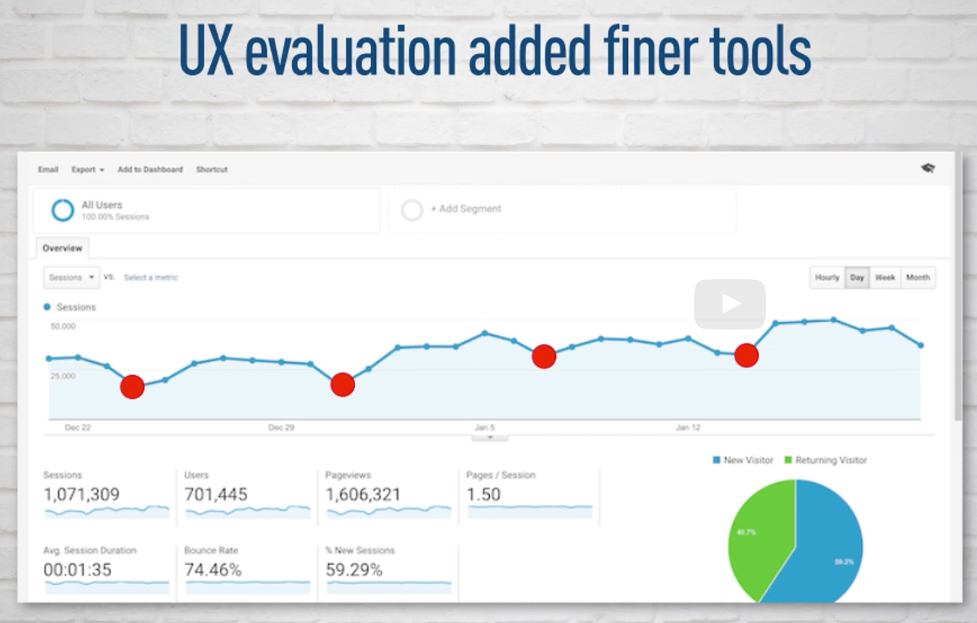 UX evaluation added finer tools
Email Export Add to Dashboard Shortcut
All Users
100.00% Sessions
+ Add Segment
Overview
Sessions vs. Select a metric
Hourly Day Week Month
Sessions
50,000
25,000
Dec 22 Dec 29 Jan 5 Jan 12
New Visitor Returning Visitor
Sessions Users Pageviews Pages / Session
1,071,309 701,445 1,606,321 1.50
40.7%
59.3%
Avg. Session Duration Bounce Rate % New Sessions
00:01:35 74.46% 59.29%